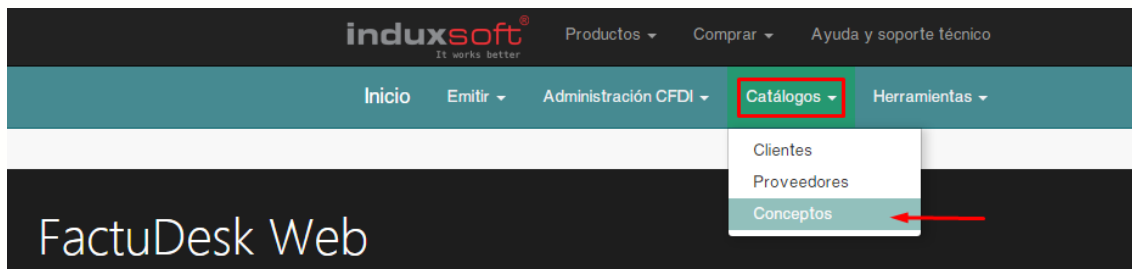 induxsoft®
It works better
Productos Comprar Ayuda y soporte técnico
Inicio Emitir Administración CFDI Catálogos Herramientas
Clientes
Proveedores
Conceptos
FactuDesk Web